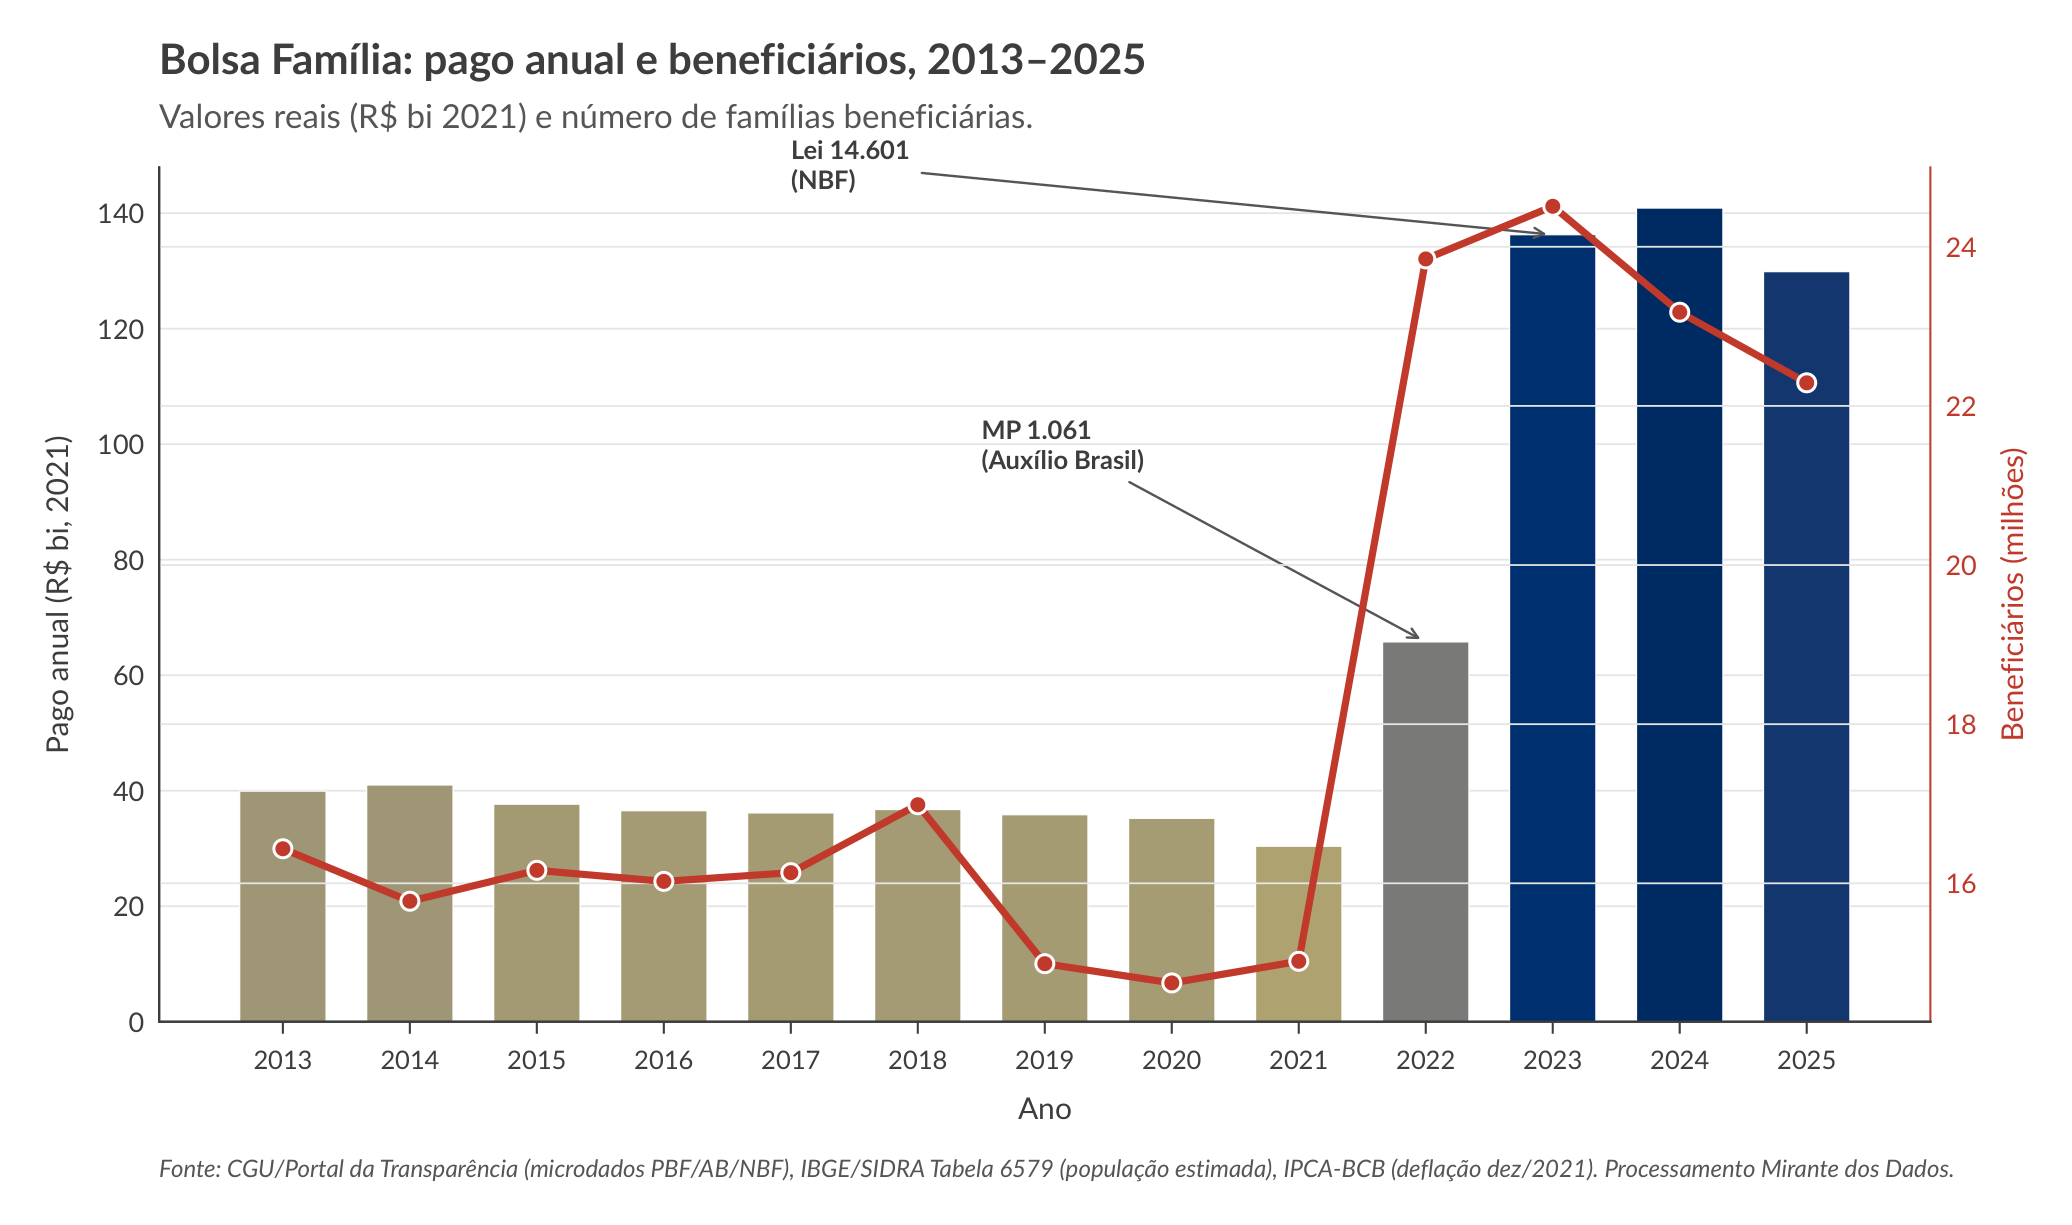 Bolsa Família: pago anual e beneficiários, 2013–2025
Valores reais (R$ bi 2021) e número de famílias beneficiárias.
Lei 14.601
(NBF)
MP 1.061
(Auxílio Brasil)
Pago anual (R$ bi, 2021)
140
120
100
80
60
40
20
0
24
22
20
18
16
Beneficiários (milhões)
2013 2014 2015 2016 2017 2018 2019 2020 2021 2022 2023 2024 2025
Ano
Fonte: CGU/Portal da Transparência (microdados PBF/AB/NBF), IBGE/SIDRA Tabela 6579 (população estimada), IPCA-BCB (deflação dez/2021). Processamento Mirante dos Dados.